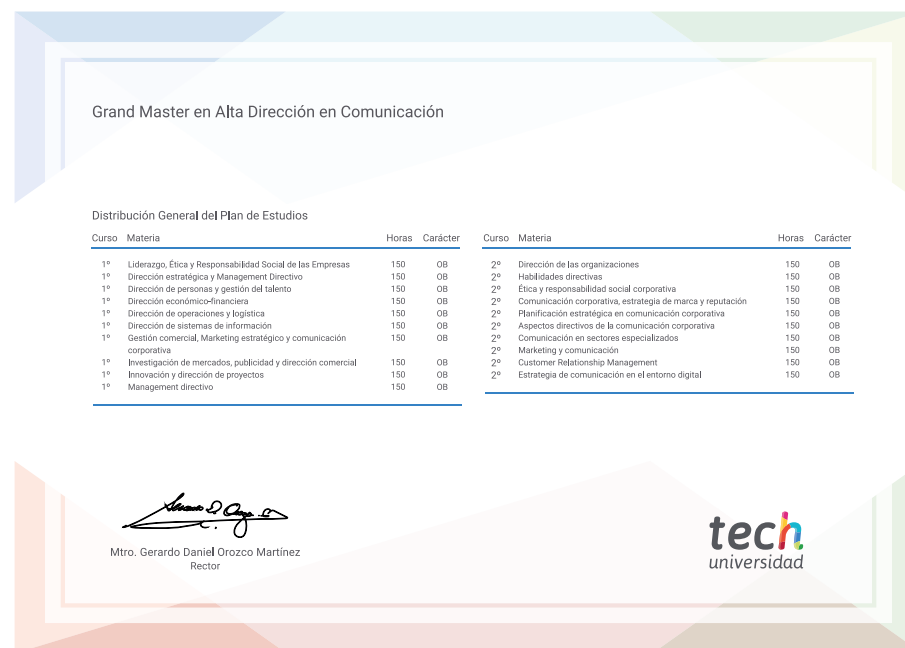 Grand Master en Alta Dirección en Comunicación
Distribución General del Plan de Estudios
Curso Materia Horas Carácter
1º Liderazgo, Ética y Responsabilidad Social de las Empresas 150 OB
1º Dirección estratégica y Management Directivo 150 OB
1º Dirección de personas y gestión del talento 150 OB
1º Dirección económico-financiera 150 OB
1º Dirección de operaciones y logística 150 OB
1º Dirección de sistemas de información 150 OB
1º Gestión comercial, Marketing estratégico y comunicación 150 OB
corporativa
1º Investigación de mercados, publicidad y dirección comercial 150 OB
1º Innovación y dirección de proyectos 150 OB
1º Management directivo 150 OB
Curso Materia Horas Carácter
2º Dirección de las organizaciones 150 OB
2º Habilidades directivas 150 OB
2º Ética y responsabilidad social corporativa 150 OB
2º Comunicación corporativa, estrategia de marca y reputación 150 OB
2º Planificación estratégica en comunicación corporativa 150 OB
2º Aspectos directivos de la comunicación corporativa 150 OB
2º Comunicación en sectores especializados 150 OB
2º Marketing y comunicación 150 OB
2º Customer Relationship Management 150 OB
2º Estrategia de comunicación en el entorno digital 150 OB
Mtro. Gerardo Daniel Orozco Martínez
Rector
tech
universidad